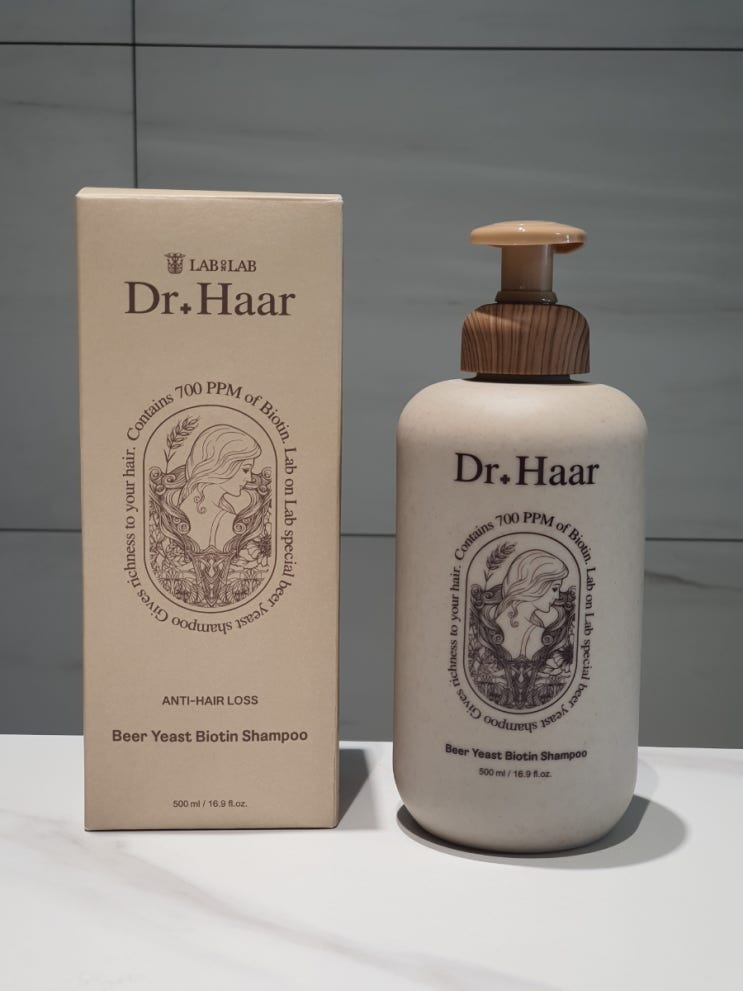 LAB ON LAB
Dr.Haar
Contains 700 PPM of Biotin. Lab on Lab special beer yeast shampoo Gives richness to your hair.
ANTI-HAIR LOSS
Beer Yeast Biotin Shampoo
500 ml / 16.9 fl.oz.
Dr.Haar
Contains 700 PPM of Biotin. Lab on Lab special beer yeast shampoo Gives richness to your hair.
Beer Yeast Biotin Shampoo
500 ml / 16.9 fl.oz.